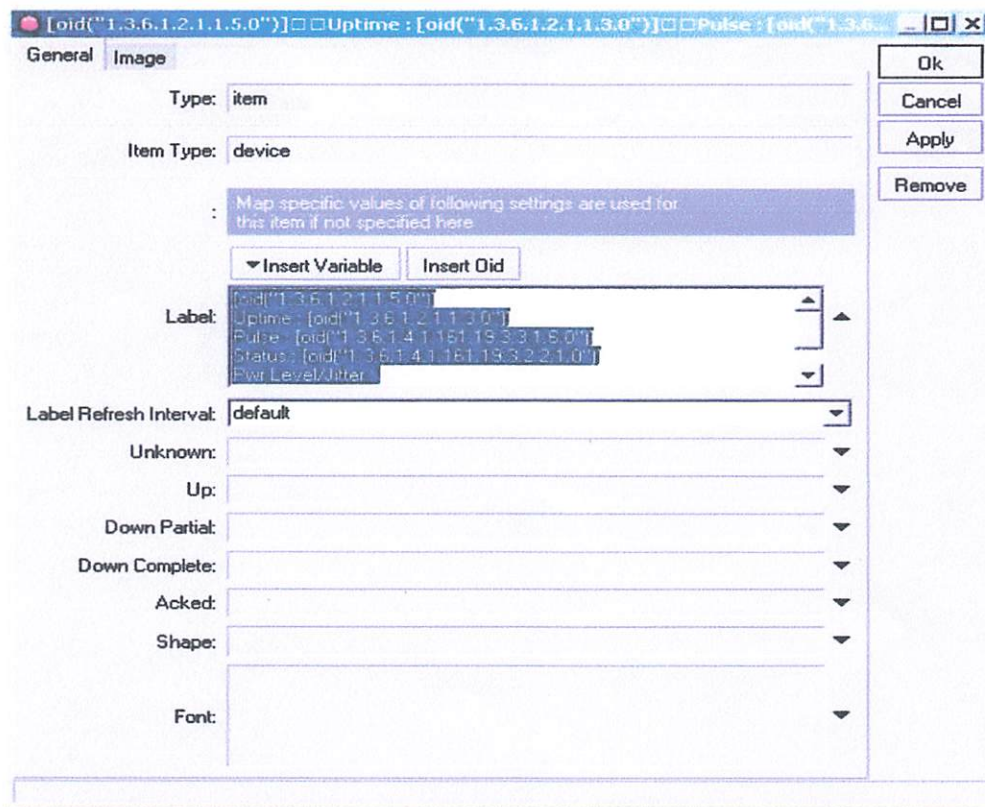 [oid("1.3.6.1.2.1.1.5.0")]□□Uptime : [oid("1.3.6.1.2.1.1.3.0")]□□Pulse : [oid("1.3.6...
General Image
Ok
Cancel
Apply
Remove
Type: item
Item Type: device
: Map specific values of following settings are used for
this item if not specified here
Insert Variable Insert Oid
Label: [oid("1.3.6.1.2.1.1.5.0")]
Uptime : [oid("1.3.6.1.2.1.1.3.0")]
Pulse : [oid("1.3.6.1.4.1.161.19.3.3.1.5.0")]
Status : [oid("1.3.6.1.4.1.161.19.3.2.2.1.0")]
Pwr Level/Jitter :
Label Refresh Interval: default
Unknown:
Up:
Down Partial:
Down Complete:
Acked:
Shape:
Font: